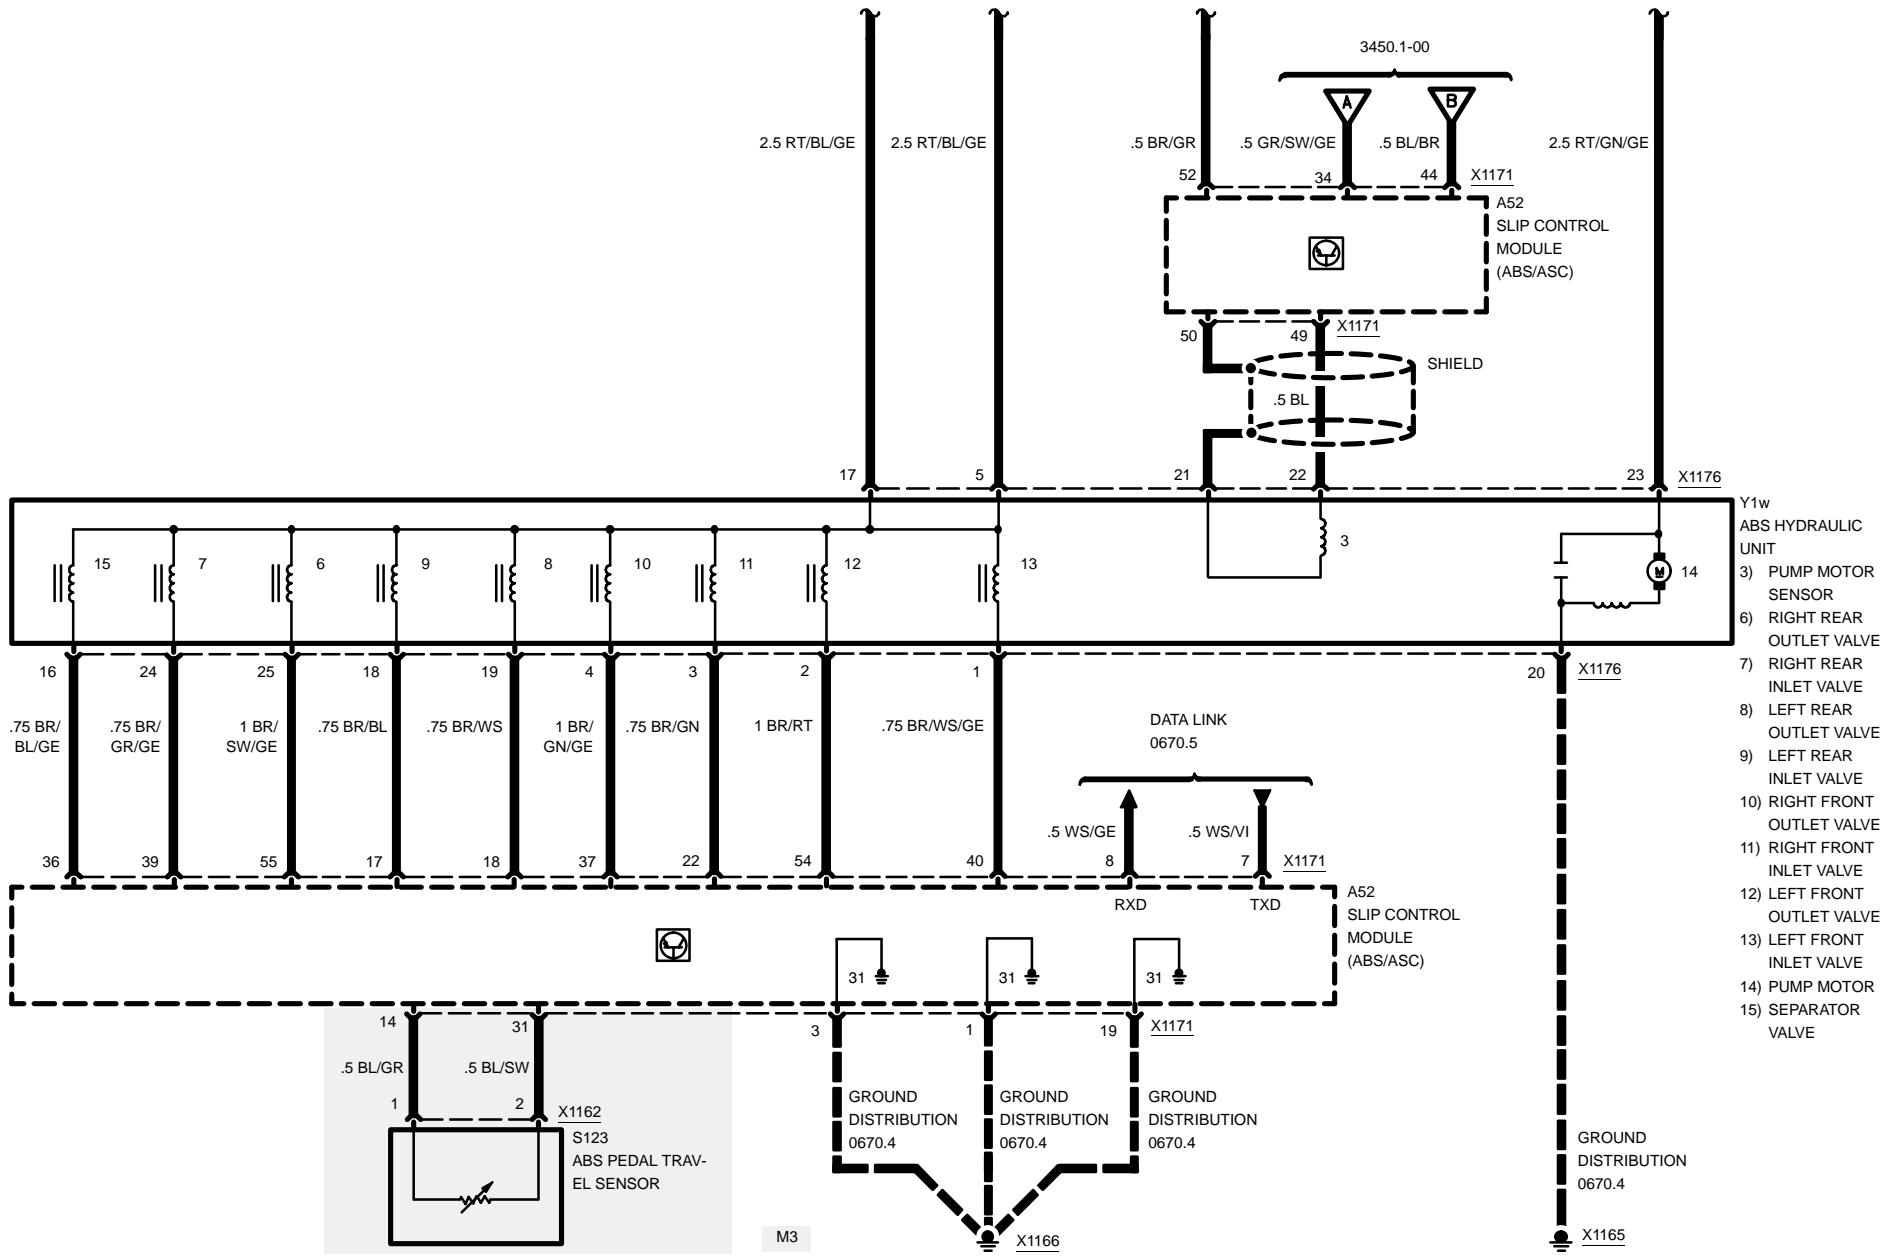 3450.1-00
A
B
2.5 RT/BL/GE
2.5 RT/BL/GE
.5 BR/GR
.5 GR/SW/GE
.5 BL/BR
2.5 RT/GN/GE
52
34
44
X1171
A52
SLIP CONTROL
MODULE
(ABS/ASC)
50
49
X1171
SHIELD
.5 BL
17
5
21
22
23
X1176
15
7
6
9
8
10
11
12
13
3
M
14
Y1w
ABS HYDRAULIC
UNIT
3) PUMP MOTOR
SENSOR
6) RIGHT REAR
OUTLET VALVE
7) RIGHT REAR
INLET VALVE
8) LEFT REAR
OUTLET VALVE
9) LEFT REAR
INLET VALVE
10) RIGHT FRONT
OUTLET VALVE
11) RIGHT FRONT
INLET VALVE
12) LEFT FRONT
OUTLET VALVE
13) LEFT FRONT
INLET VALVE
14) PUMP MOTOR
15) SEPARATOR
VALVE
16
24
25
18
19
4
3
2
1
20
X1176
.75 BR/
BL/GE
.75 BR/
GR/GE
1 BR/
SW/GE
.75 BR/BL
.75 BR/WS
1 BR/
GN/GE
.75 BR/GN
1 BR/RT
.75 BR/WS/GE
DATA LINK
0670.5
.5 WS/GE
.5 WS/VI
36
39
55
17
18
37
22
54
40
8
7
X1171
RXD
TXD
A52
SLIP CONTROL
MODULE
(ABS/ASC)
31
31
31
14
31
3
1
19
X1171
.5 BL/GR
.5 BL/SW
1
2
X1162
S123
ABS PEDAL TRAV-
EL SENSOR
GROUND
DISTRIBUTION
0670.4
GROUND
DISTRIBUTION
0670.4
GROUND
DISTRIBUTION
0670.4
GROUND
DISTRIBUTION
0670.4
M3
X1166
X1165